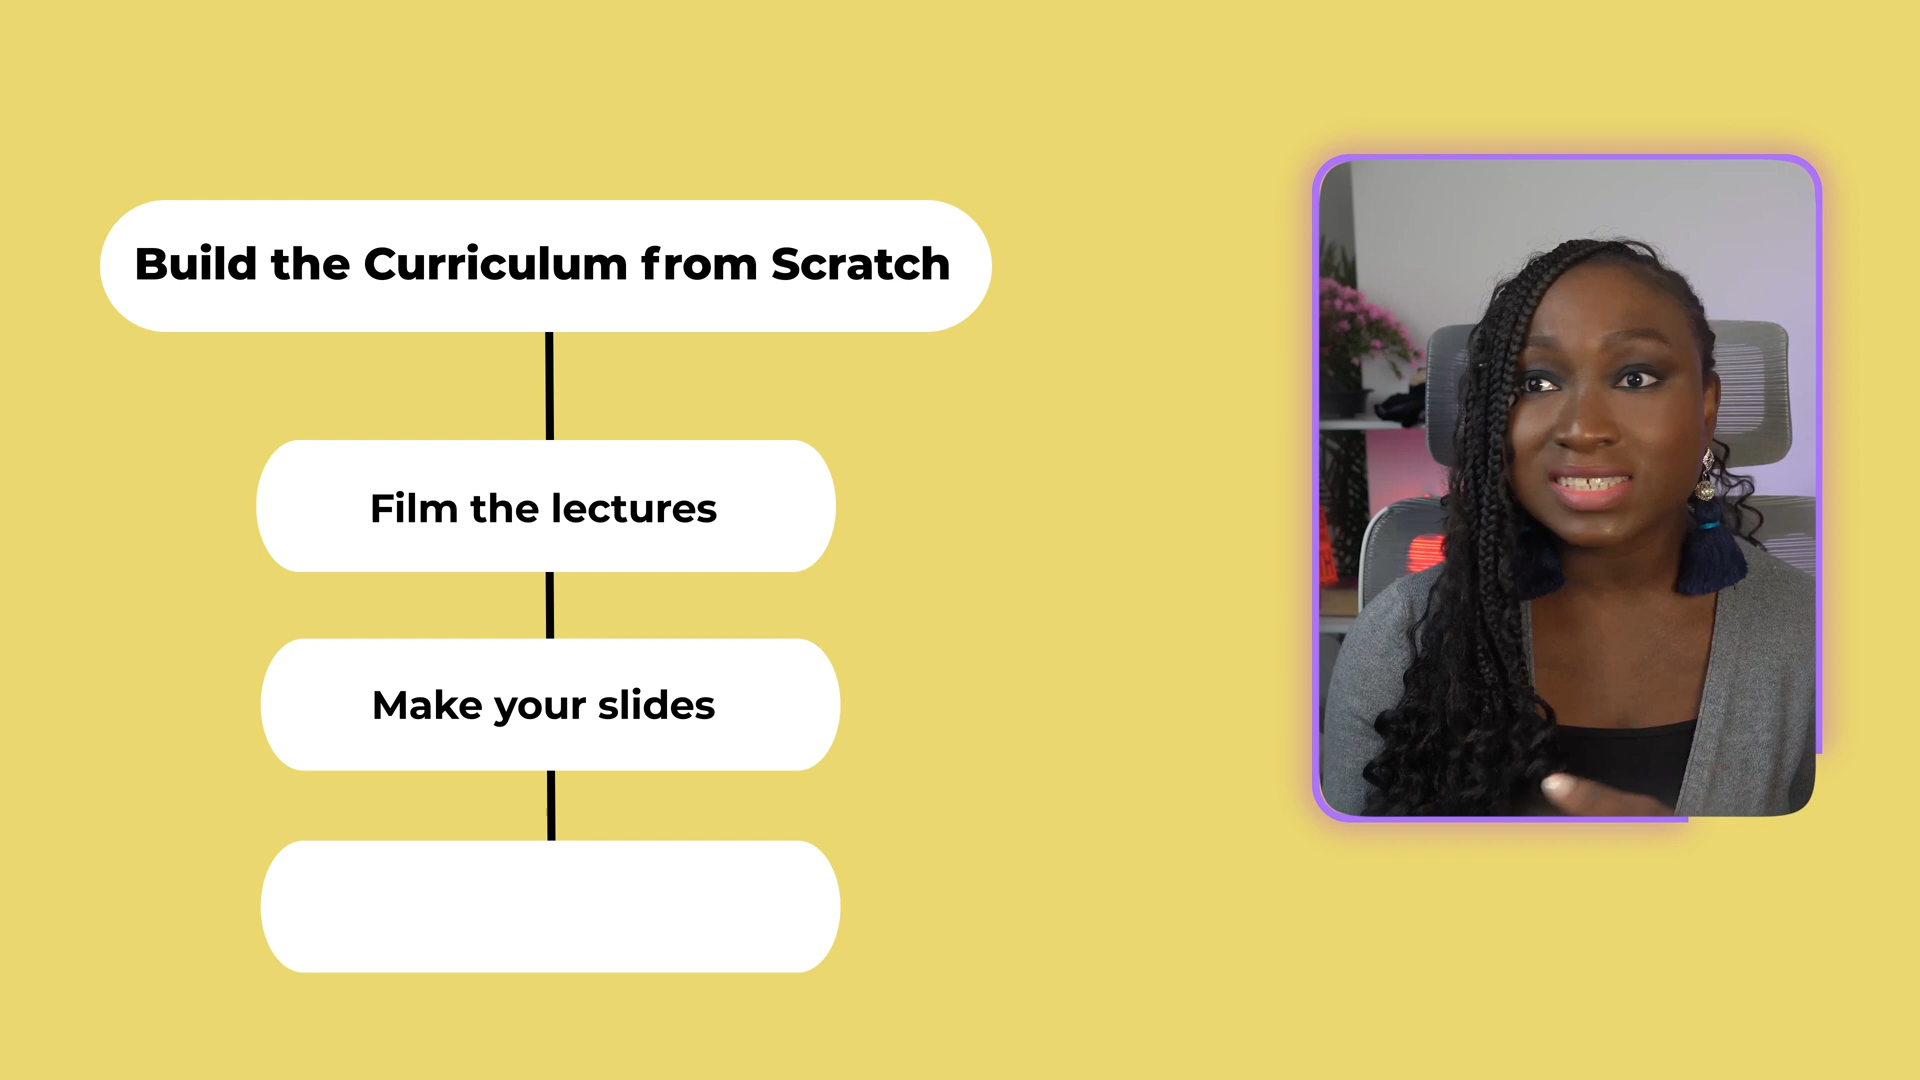 Build the Curriculum from Scratch
Film the lectures
Make your slides